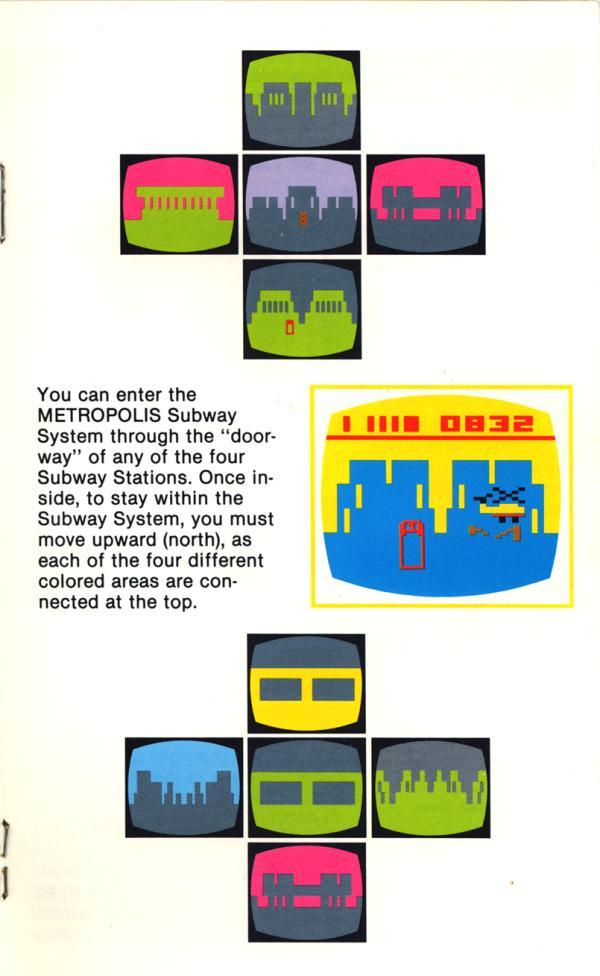 You can enter the
METROPOLIS Subway
System through the “door-
way” of any of the four
Subway Stations. Once in-
side, to stay within the
Subway System, you must
move upward (north), as
each of the four different
colored areas are con-
nected at the top.
0832